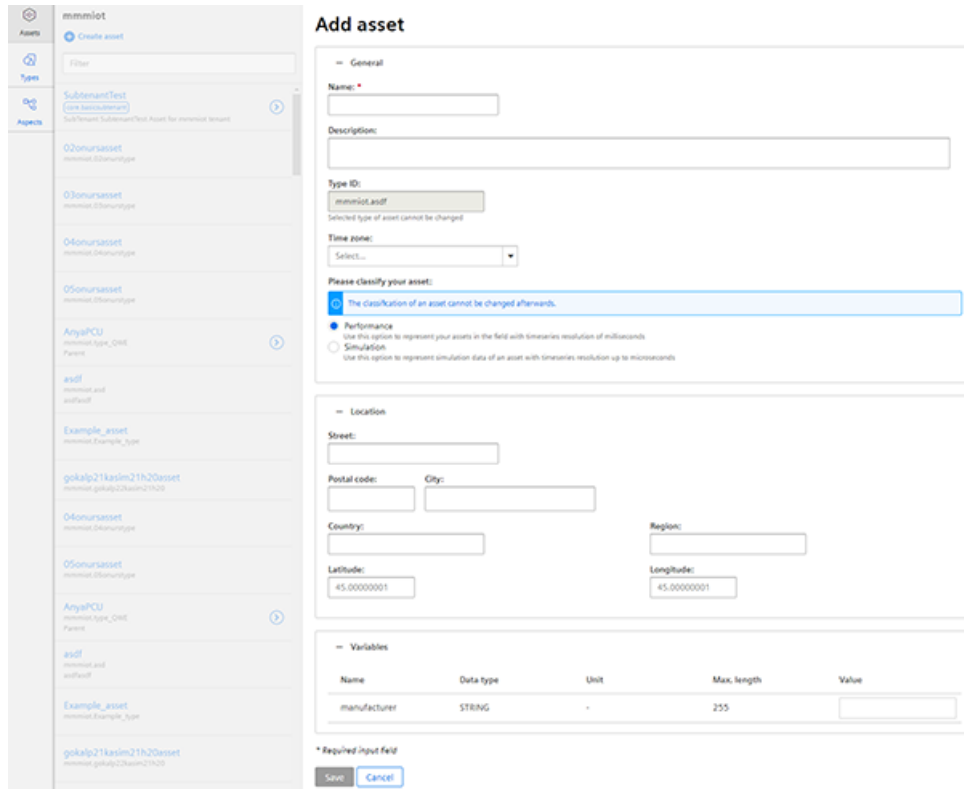 Assets
Types
Aspects
mmmiot
Create asset
Filter
SubtenantTest
core.basicsubtenant
SubTenant SubtenantTest Asset for mmmiot tenant
02onursasset
mmmiot.02onurstype
03onursasset
mmmiot.03onurstype
04onursasset
mmmiot.04onurstype
05onursasset
mmmiot.05onurstype
AnyaPCU
mmmiot.type_QWE
Parent
asdf
mmmiot.asd
asdfasdf
Example_asset
mmmiot.Example_type
gokalp21kasim21h20asset
mmmiot.gokalp22kasim21h20
04onursasset
mmmiot.04onurstype
05onursasset
mmmiot.05onurstype
AnyaPCU
mmmiot.type_QWE
Parent
asdf
mmmiot.asd
asdfasdf
Example_asset
mmmiot.Example_type
gokalp21kasim21h20asset
mmmiot.gokalp22kasim21h20
Add asset
General
Name: *
Description:
Type ID:
mmmiot.asdf
Selected type of asset cannot be changed
Time zone:
Select...
Please classify your asset:
The classification of an asset cannot be changed afterwards.
Performance
Use this option to represent your assets in the field with timeseries resolution of milliseconds
Simulation
Use this option to represent simulation data of an asset with timeseries resolution up to microseconds
Location
Street:
Postal code: City:
Country: Region:
Latitude: Longitude:
45.00000001 45.00000001
Variables
Name Data type Unit Max. length Value
manufacturer STRING - 255
* Required input field
Save Cancel